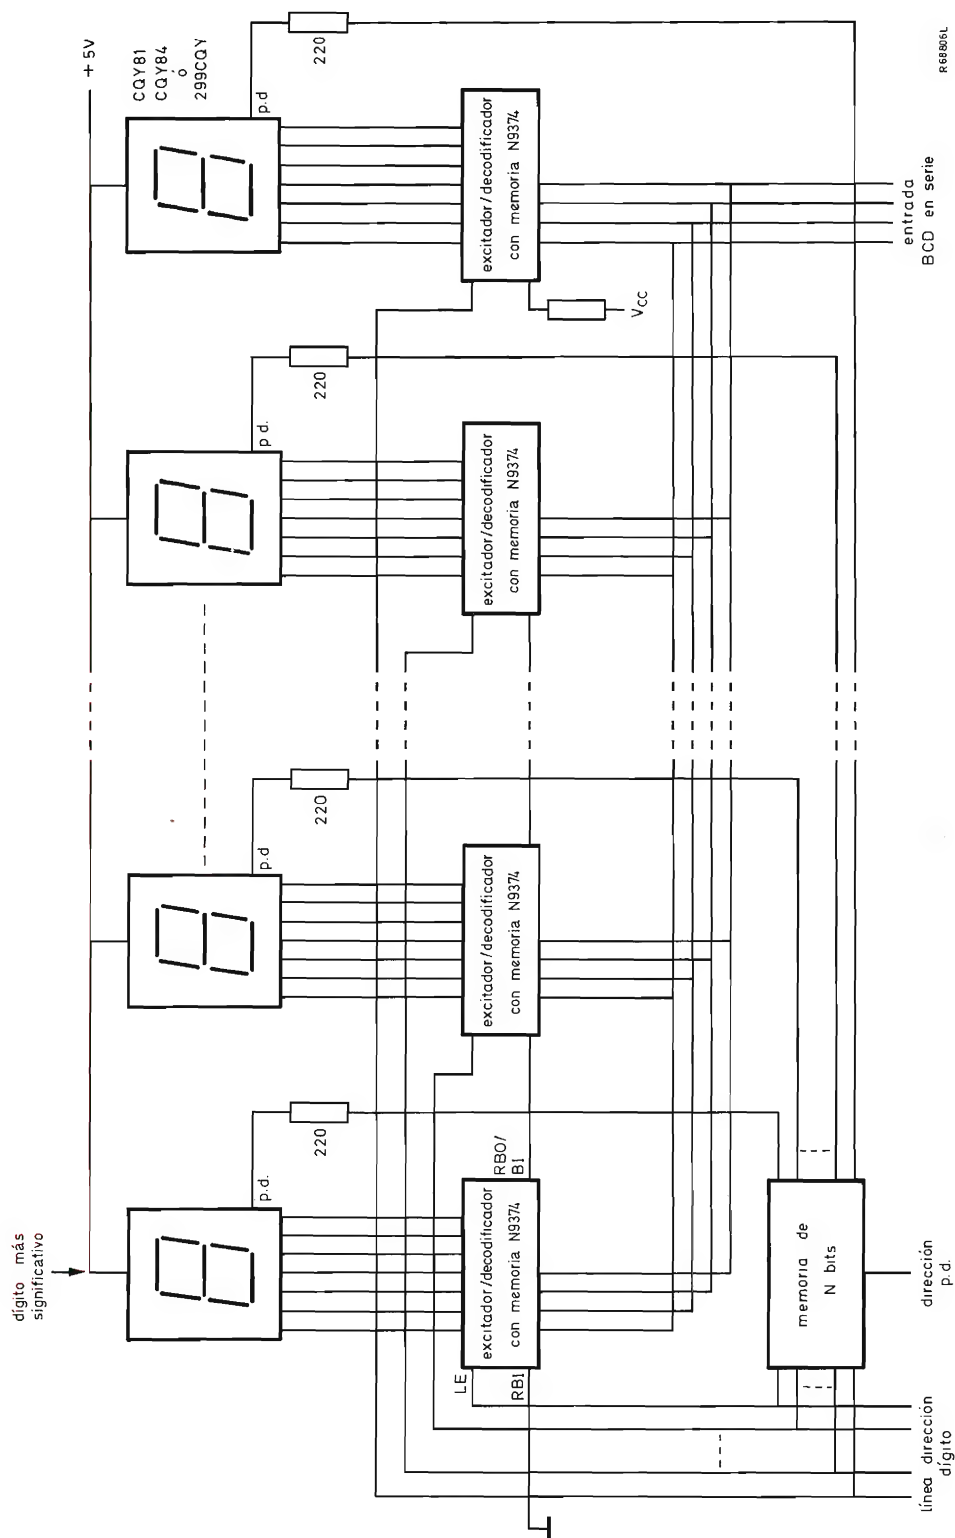 dígito más
significativo
+ 5V
CQY81
CQY84
ó
299CQY
p.d.
220
p.d
220
p.d.
220
p.d
220
LE
RBI
excitador/decodificador
con memoria N9374
RBO/
BI
excitador/decodificador
con memoria N9374
excitador/decodificador
con memoria N9374
excitador/decodificador
con memoria N9374
VCC
memoria de
N bits
línea dirección
dígito
dirección
p.d.
entrada
BCD en serie
R68806L